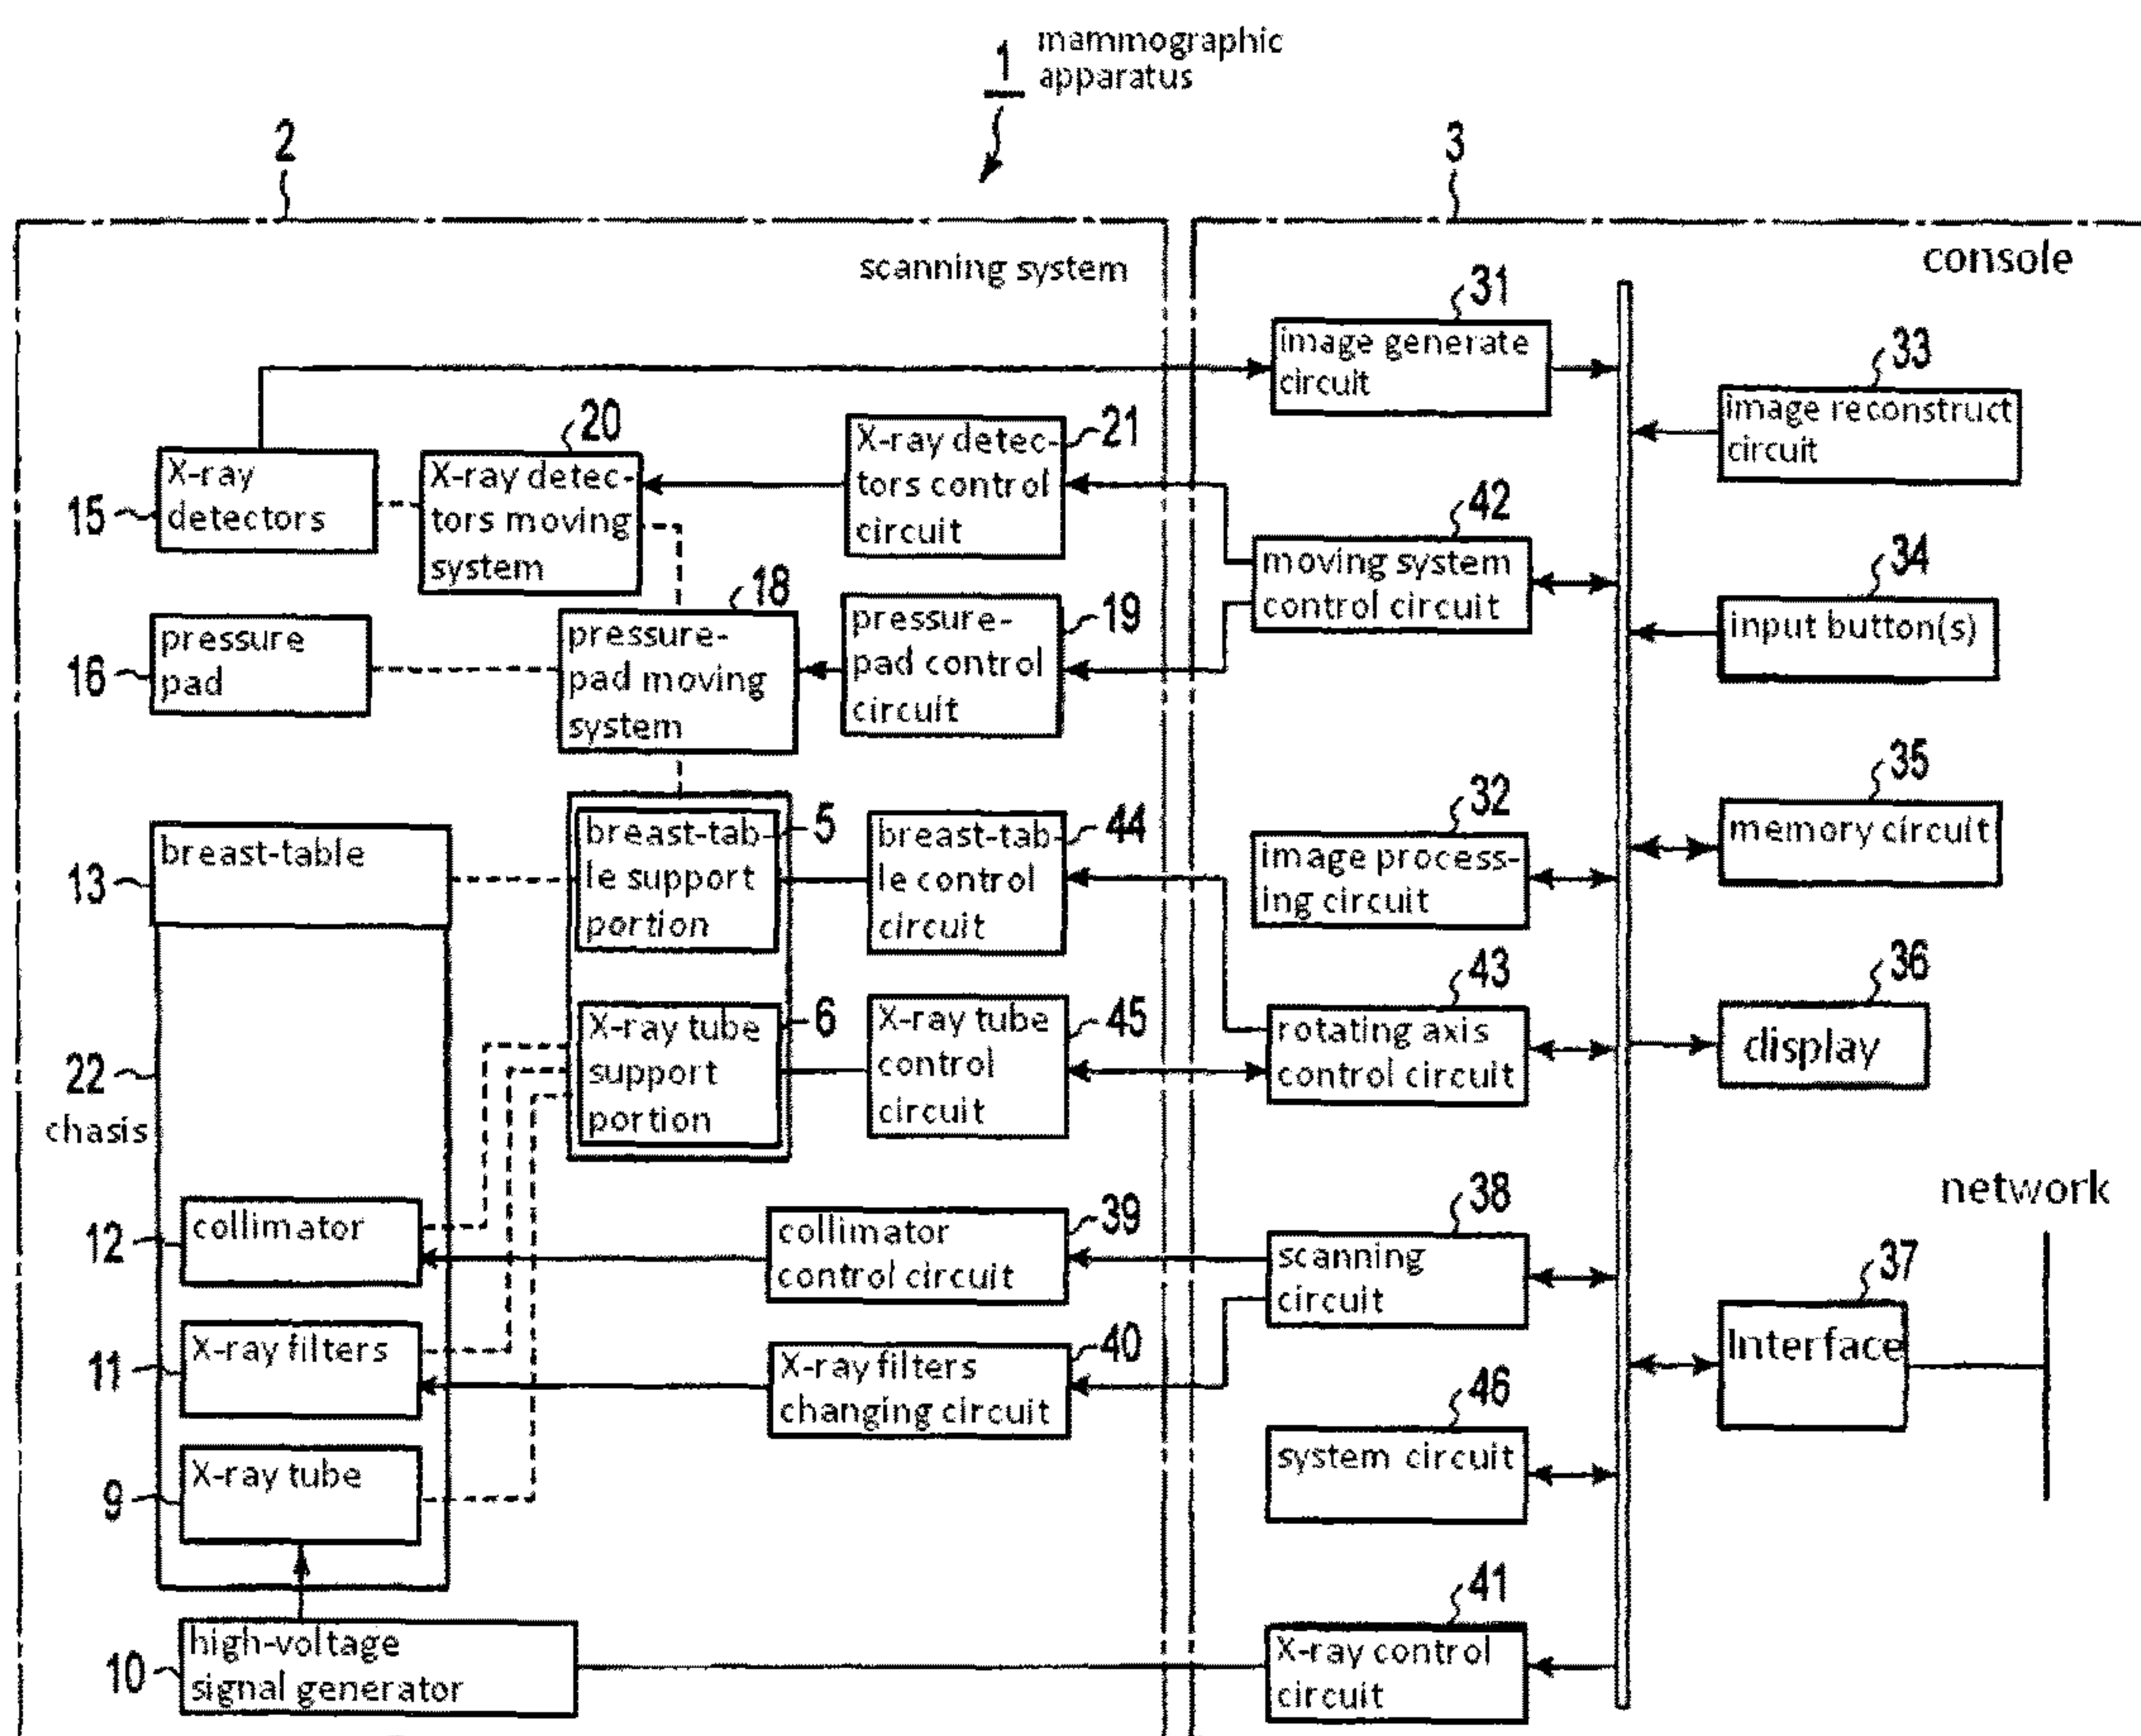 1
mammographic
apparatus
2
3
scanning system
console
31
image generate
circuit
33
image reconstruct
circuit
20
X-ray detec-
tors moving
system
21
X-ray detec-
tors control
circuit
15
X-ray
detectors
42
moving system
control circuit
34
input button(s)
18
pressure-
pad moving
system
19
pressure-
pad control
circuit
16
pressure
pad
35
memory circuit
32
image process-
ing circuit
5
breast-tab-
le support
portion
44
breast-tab-
le control
circuit
13
breast-table
43
rotating axis
control circuit
36
display
6
X-ray tube
support
portion
45
X-ray tube
control
circuit
22
chasis
network
12
collimator
39
collimator
control circuit
38
scanning
circuit
37
Interface
11
X-ray filters
40
X-ray filters
changing circuit
46
system circuit
9
X-ray tube
10
high-voltage
signal generator
41
X-ray control
circuit